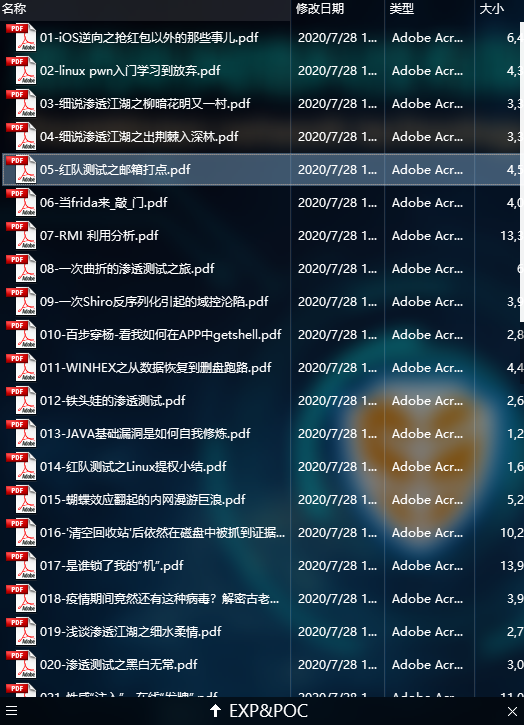 名称 修改日期 类型 大小
01-iOS逆向之抢红包以外的那些事儿.pdf 2020/7/28 1... Adobe Acr... 6,4
02-linux pwn入门学习到放弃.pdf 2020/7/28 1... Adobe Acr... 4,3
03-细说渗透江湖之柳暗花明又一村.pdf 2020/7/28 1... Adobe Acr... 3,3
04-细说渗透江湖之出荆棘入深林.pdf 2020/7/28 1... Adobe Acr... 3,3
05-红队测试之邮箱打点.pdf 2020/7/28 1... Adobe Acr... 4,5
06-当frida来_敲_门.pdf 2020/7/28 1... Adobe Acr... 4,0
07-RMI 利用分析.pdf 2020/7/28 1... Adobe Acr... 13,3
08-一次曲折的渗透测试之旅.pdf 2020/7/28 1... Adobe Acr... 6
09-一次Shiro反序列化引起的域控沦陷.pdf 2020/7/28 1... Adobe Acr... 3,9
010-百步穿杨-看我如何在APP中getshell.pdf 2020/7/28 1... Adobe Acr... 2,8
011-WINHEX之从数据恢复到删盘跑路.pdf 2020/7/28 1... Adobe Acr... 4,4
012-铁头娃的渗透测试.pdf 2020/7/28 1... Adobe Acr... 2,6
013-JAVA基础漏洞是如何自我修炼.pdf 2020/7/28 1... Adobe Acr... 1,2
014-红队测试之Linux提权小结.pdf 2020/7/28 1... Adobe Acr... 1,6
015-蝴蝶效应翻起的内网漫游巨浪.pdf 2020/7/28 1... Adobe Acr... 5,2
016-'清空回收站'后依然在磁盘中被抓到证据... 2020/7/28 1... Adobe Acr... 10,2
017-是谁锁了我的“机”.pdf 2020/7/28 1... Adobe Acr... 13,9
018-疫情期间竟然还有这种病毒？解密古老... 2020/7/28 1... Adobe Acr... 3,9
019-浅谈渗透江湖之细水柔情.pdf 2020/7/28 1... Adobe Acr... 2,7
020-渗透测试之黑白无常.pdf 2020/7/28 1... Adobe Acr... 3,0
EXP&POC